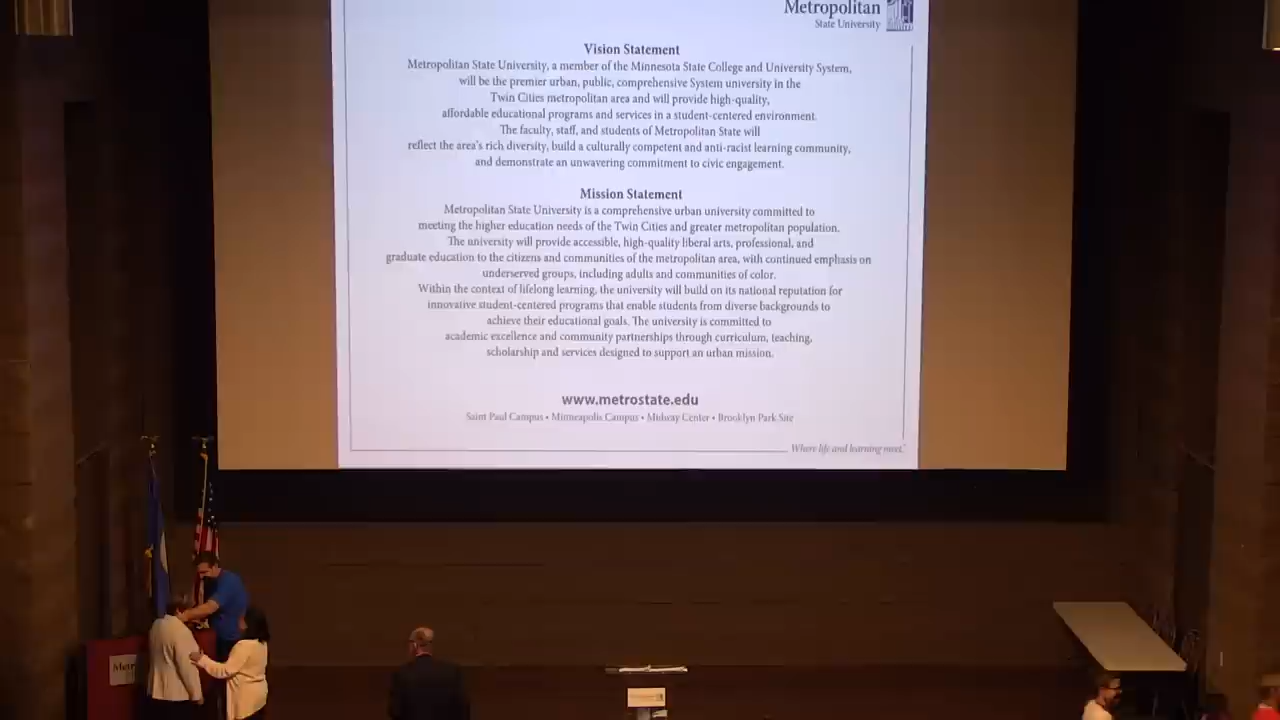 Metropolitan
State University
Vision Statement
Metropolitan State University, a member of the Minnesota State College and University System,
will be the premier urban, public, comprehensive System university in the
Twin Cities metropolitan area and will provide high-quality,
affordable educational programs and services in a student-centered environment.
The faculty, staff, and students of Metropolitan State will
reflect the area's rich diversity, build a culturally competent and anti-racist learning community,
and demonstrate an unwavering commitment to civic engagement.
Mission Statement
Metropolitan State University is a comprehensive urban university committed to
meeting the higher education needs of the Twin Cities and greater metropolitan population.
The university will provide accessible, high-quality liberal arts, professional, and
graduate education to the citizens and communities of the metropolitan area, with continued emphasis on
underserved groups, including adults and communities of color.
Within the context of lifelong learning, the university will build on its national reputation for
innovative student-centered programs that enable students from diverse backgrounds to
achieve their educational goals. The university is committed to
academic excellence and community partnerships through curriculum, teaching,
scholarship and services designed to support an urban mission.
www.metrostate.edu
Saint Paul Campus • Minneapolis Campus • Midway Center • Brooklyn Park Site
Where life and learning meet.
Metr